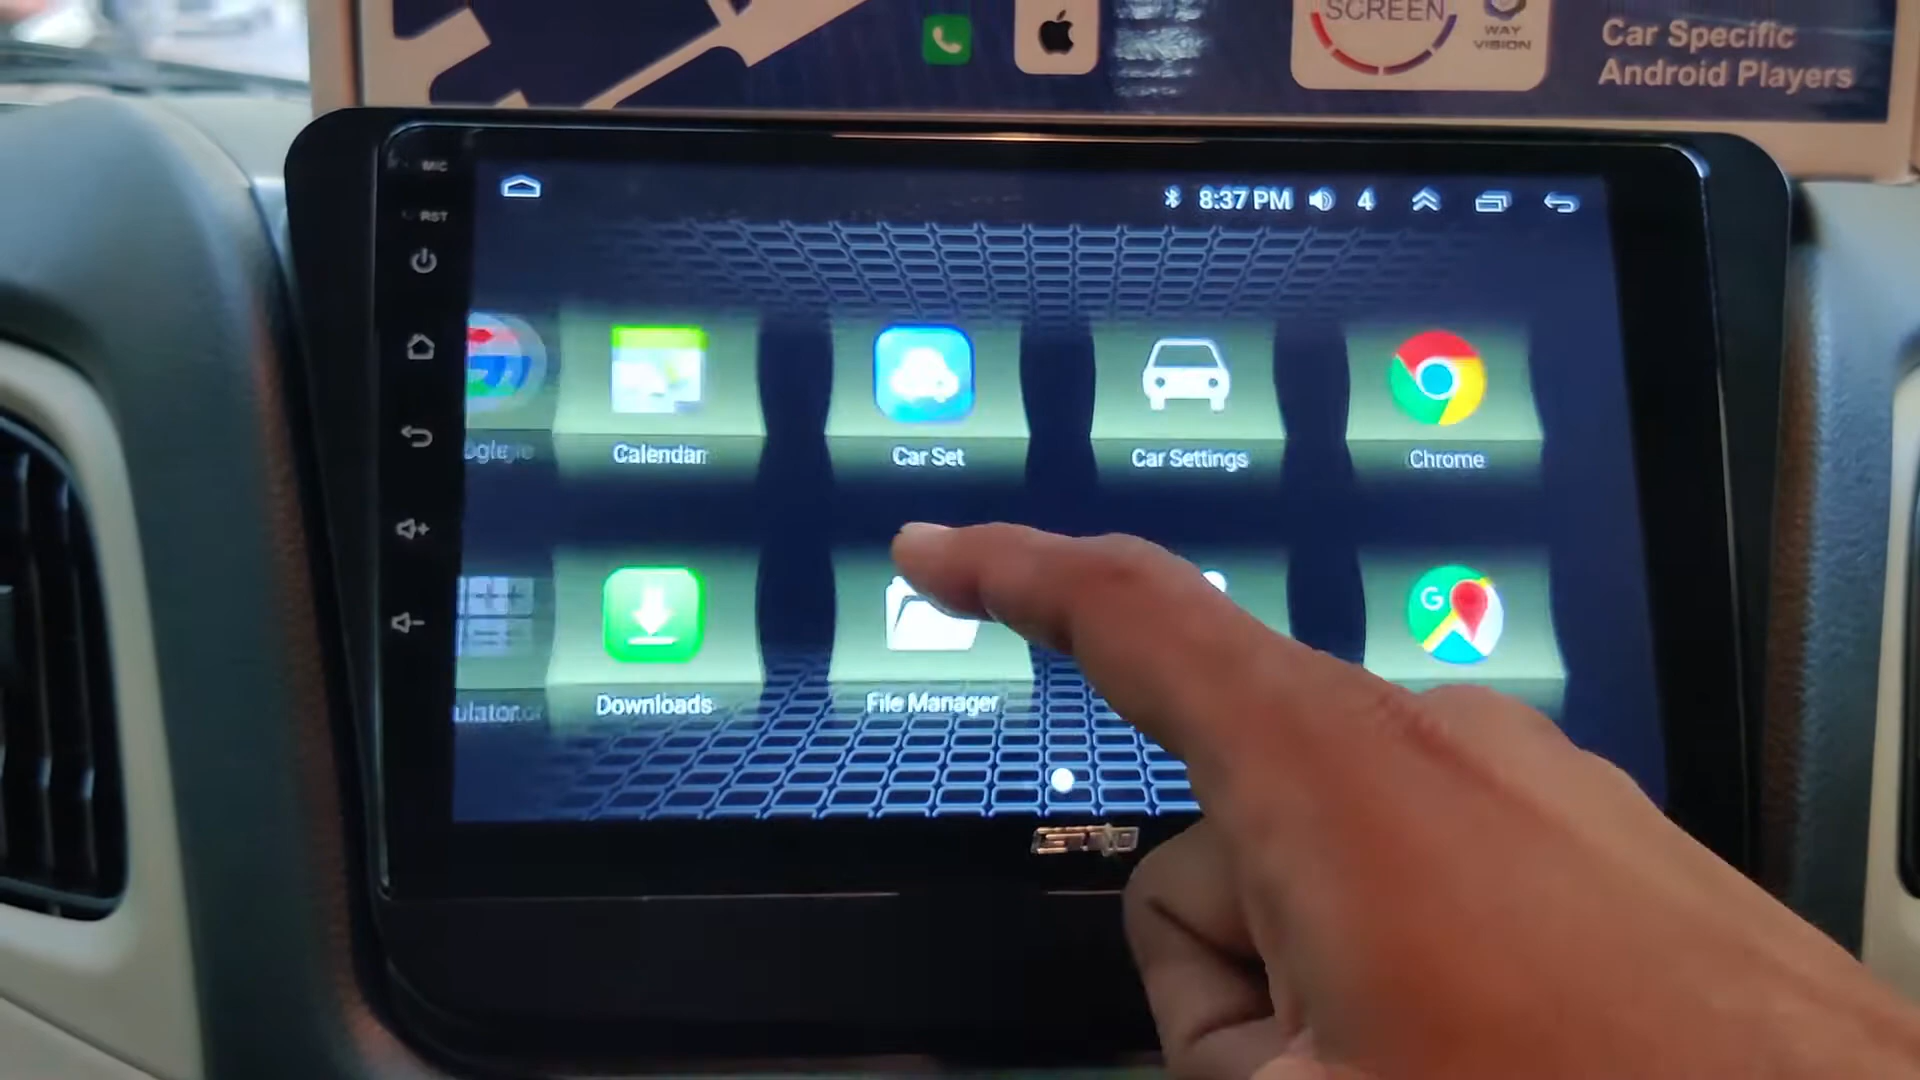 SCREEN
WAY
VISION
Car Specific
Android Players
MIC
RST
8:37 PM
4
Calendar
Car Set
Car Settings
Chrome
G
Downloads
File Manager